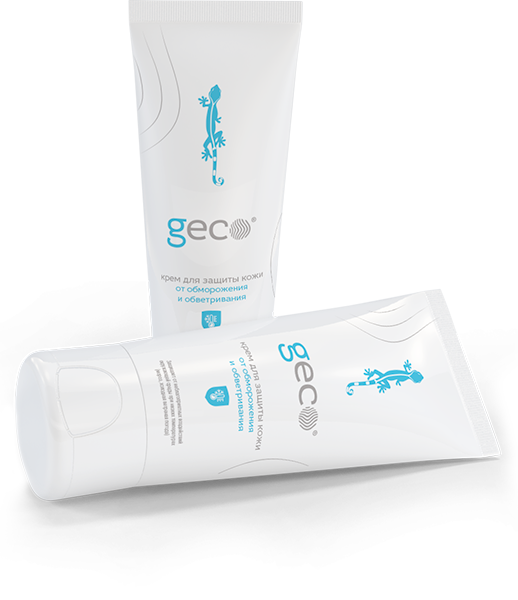 geco®
крем для защиты кожи
от обморожения
и обветривания
geco®
крем для защиты кожи
от обморожения
и обветривания